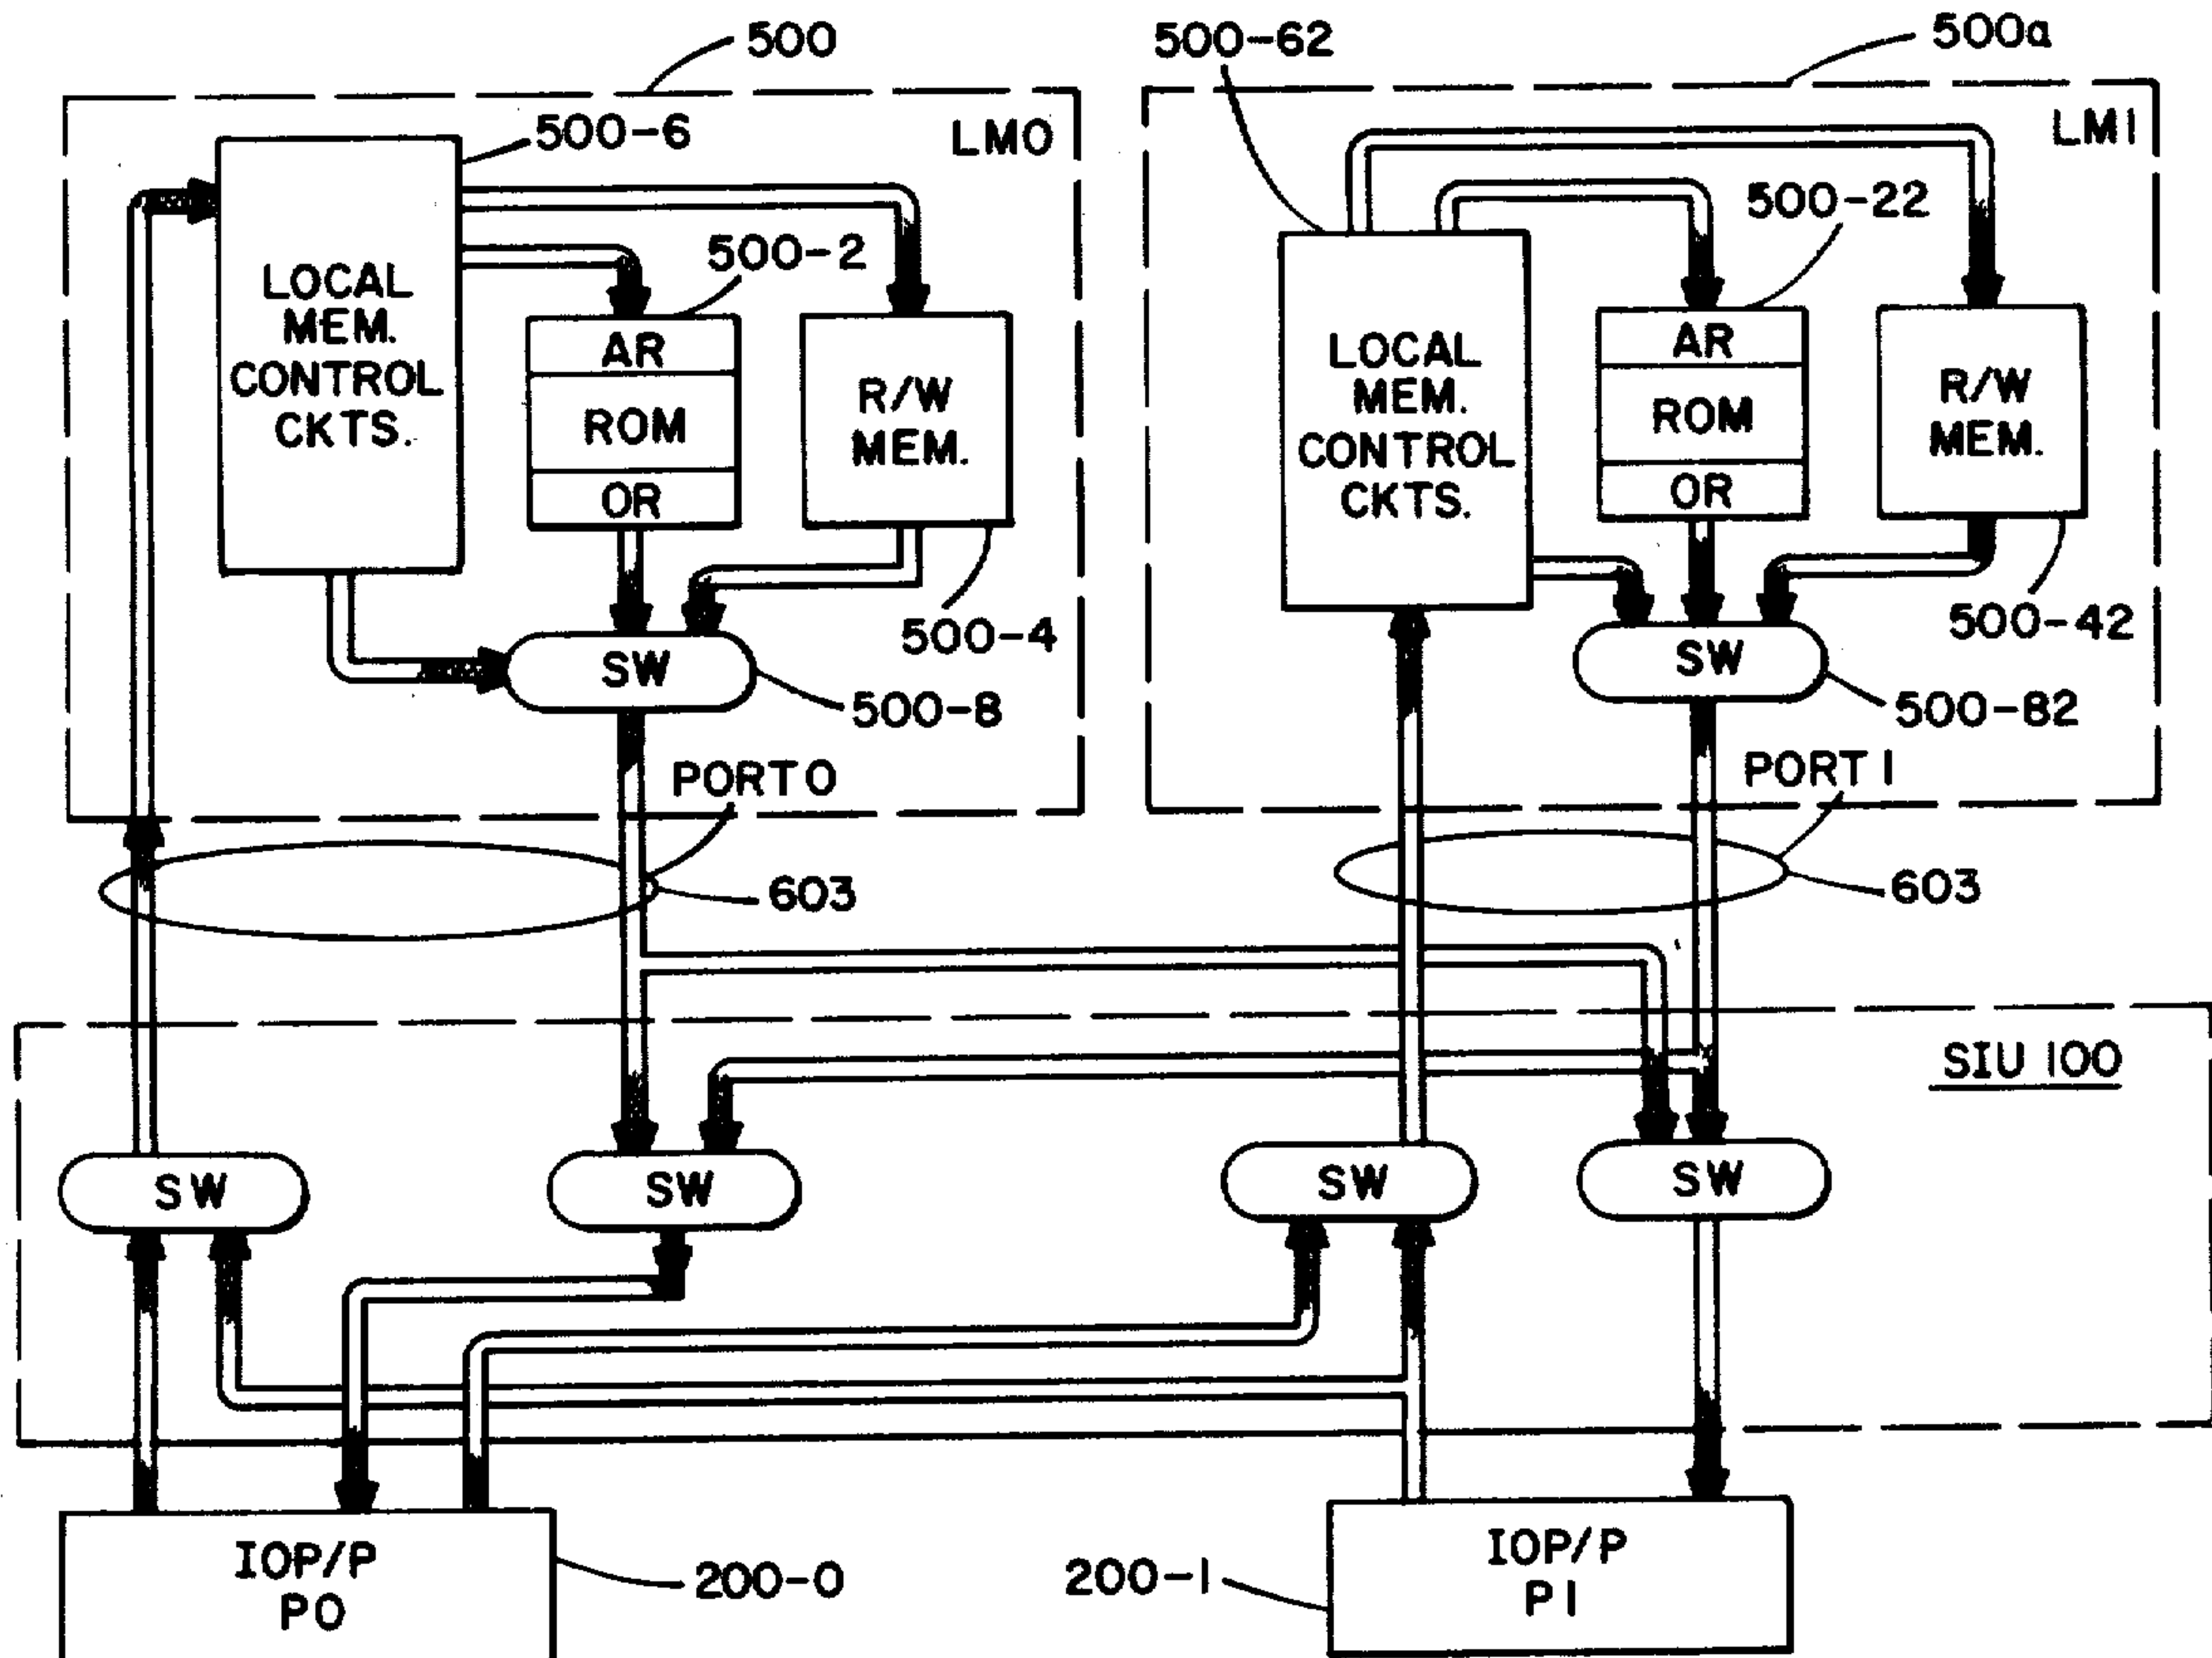 500
500-62
500a
500-6
LM0
LM1
500-2
500-22
LOCAL
MEM.
CONTROL
CKTS.
AR
ROM
OR
R/W
MEM.
LOCAL
MEM.
CONTROL
CKTS.
AR
ROM
OR
R/W
MEM.
500-4
500-42
SW
SW
500-8
500-82
PORT 0
PORT 1
603
603
SIU 100
SW
SW
SW
SW
IOP/P
P0
200-0
200-1
IOP/P
P1